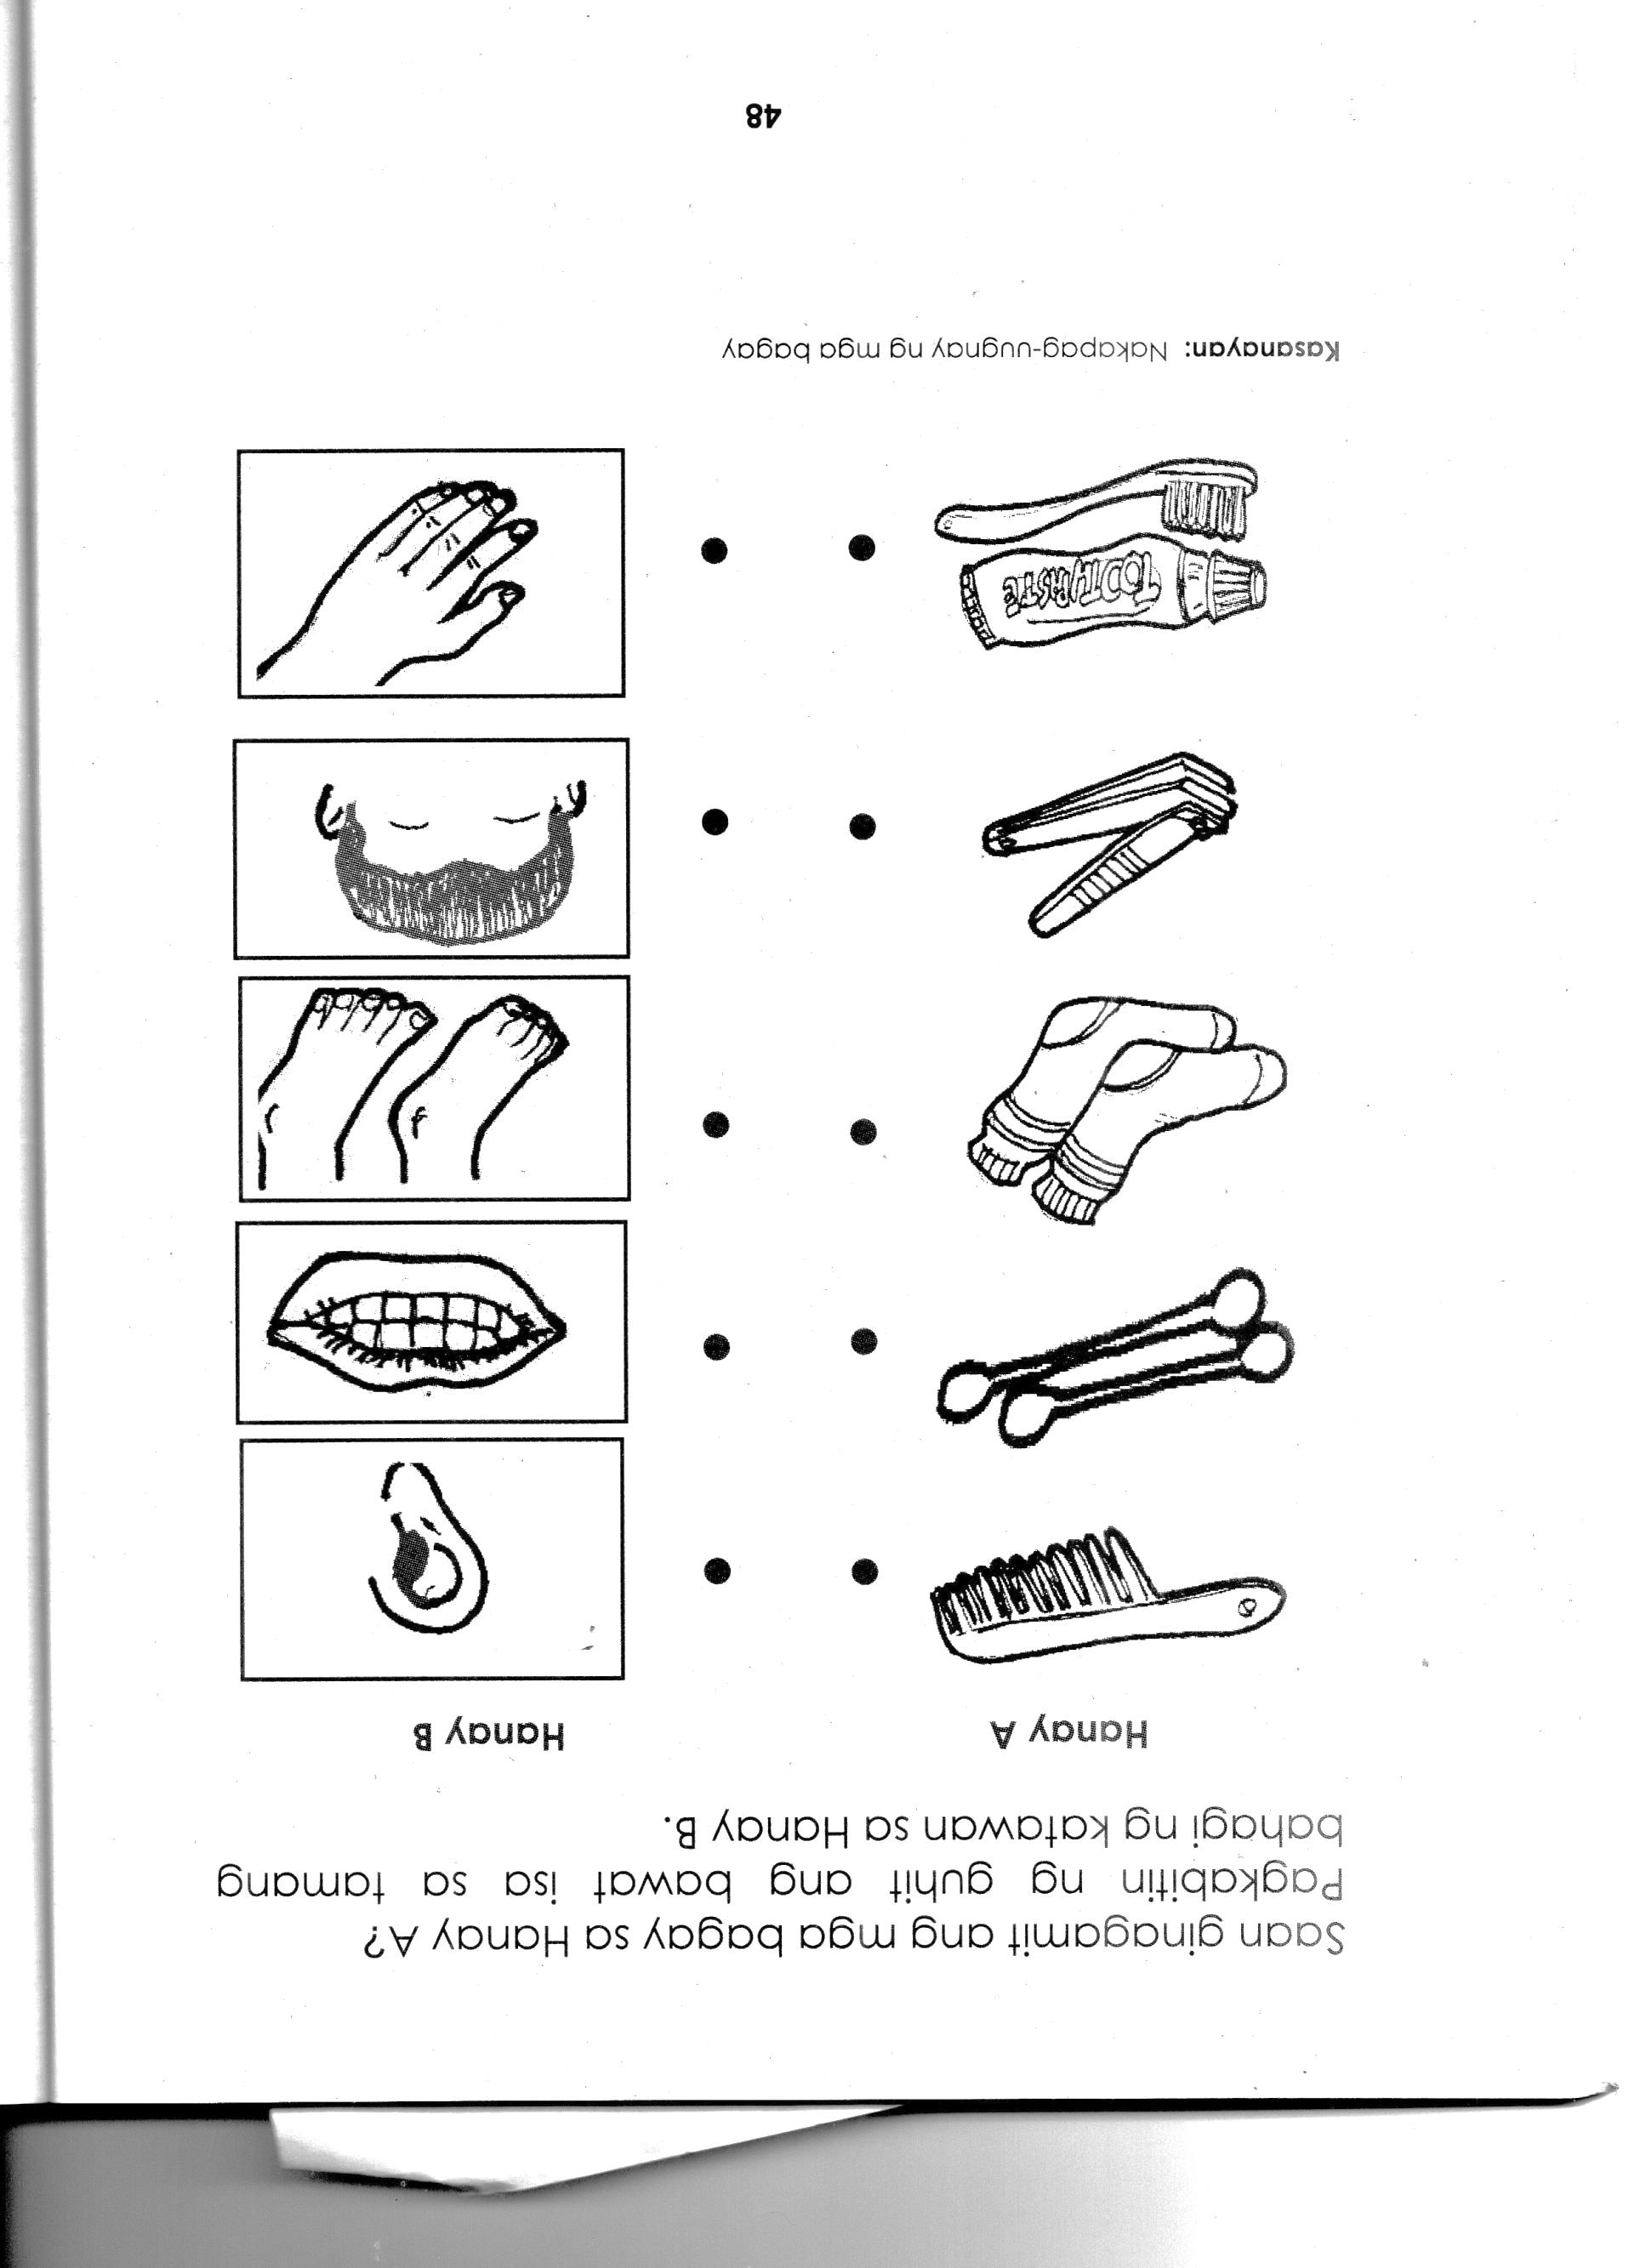 Saan ginagamit ang mga bagay sa Hanay A?
Pagkabitin ng guhit ang bawat isa sa tamang
bahagi ng katawan sa Hanay B.
Hanay A
Hanay B
TOOTHPASTE
Kasanayan: Nakapag-uugnay ng mga bagay
48